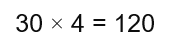 30 × 4 = 120